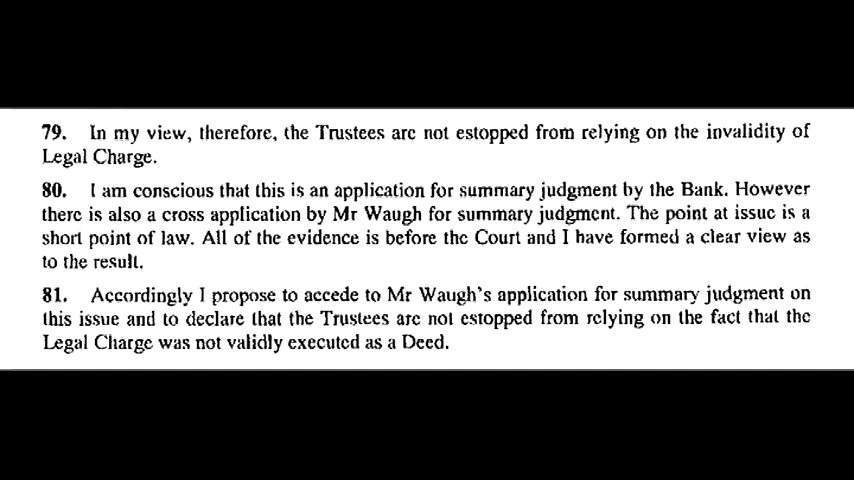 79. In my view, therefore, the Trustees are not estopped from relying on the invalidity of
Legal Charge.
80. I am conscious that this is an application for summary judgment by the Bank. However
there is also a cross application by Mr Waugh for summary judgment. The point at issue is a
short point of law. All of the evidence is before the Court and I have formed a clear view as
to the result.
81. Accordingly I propose to accede to Mr Waugh's application for summary judgment on
this issue and to declare that the Trustees are not estopped from relying on the fact that the
Legal Charge was not validly executed as a Deed.